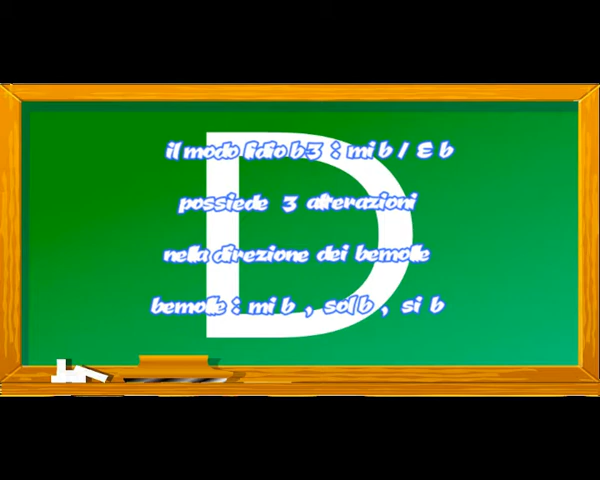 D
il modo lidio b3 : mi b / E b
possiede 3 alterazioni
nella direzione dei bemolle
bemolle : mi b , sol b , si b